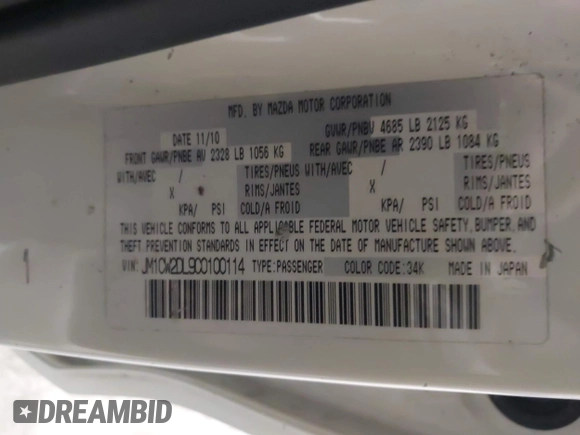 MFD. BY MAZDA MOTOR CORPORATION
DATE 11/10 GVWR/PNBV 4685 LB 2125 KG
FRONT GAWR/PNBE AV 2328 LB 1056 KG REAR GAWR/PNBE AR 2390 LB 1084 KG
WITH/AVEC / TIRES/PNEUS WITH/AVEC / TIRES/PNEUS
X RIMS/JANTES X RIMS/JANTES
KPA/ PSI COLD/A FROID KPA/ PSI COLD/A FROID
THIS VEHICLE CONFORMS TO ALL APPLICABLE FEDERAL MOTOR VEHICLE SAFETY, BUMPER, AND
THEFT PREVENTION STANDARDS IN EFFECT ON THE DATE OF MANUFACTURE SHOWN ABOVE.
VIN: JM1CW2DL9C0100114 TYPE:PASSENGER COLOR CODE:34K MADE IN JAPAN
DREAMBID